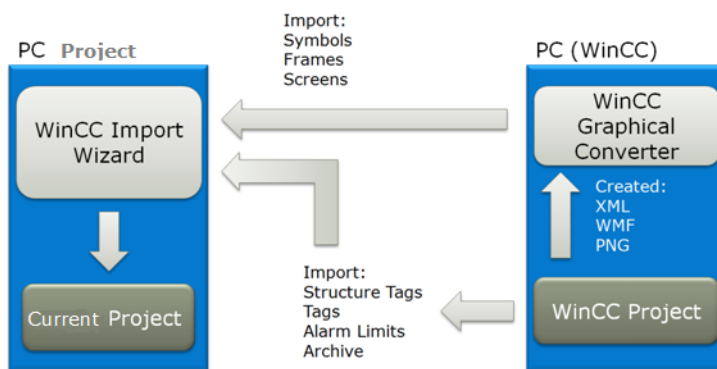 Import:
Symbols
Frames
Screens
PC Project
PC (WinCC)
WinCC Import
Wizard
WinCC
Graphical
Converter
Created:
XML
WMF
PNG
Import:
Structure Tags
Tags
Alarm Limits
Archive
Current Project
WinCC Project